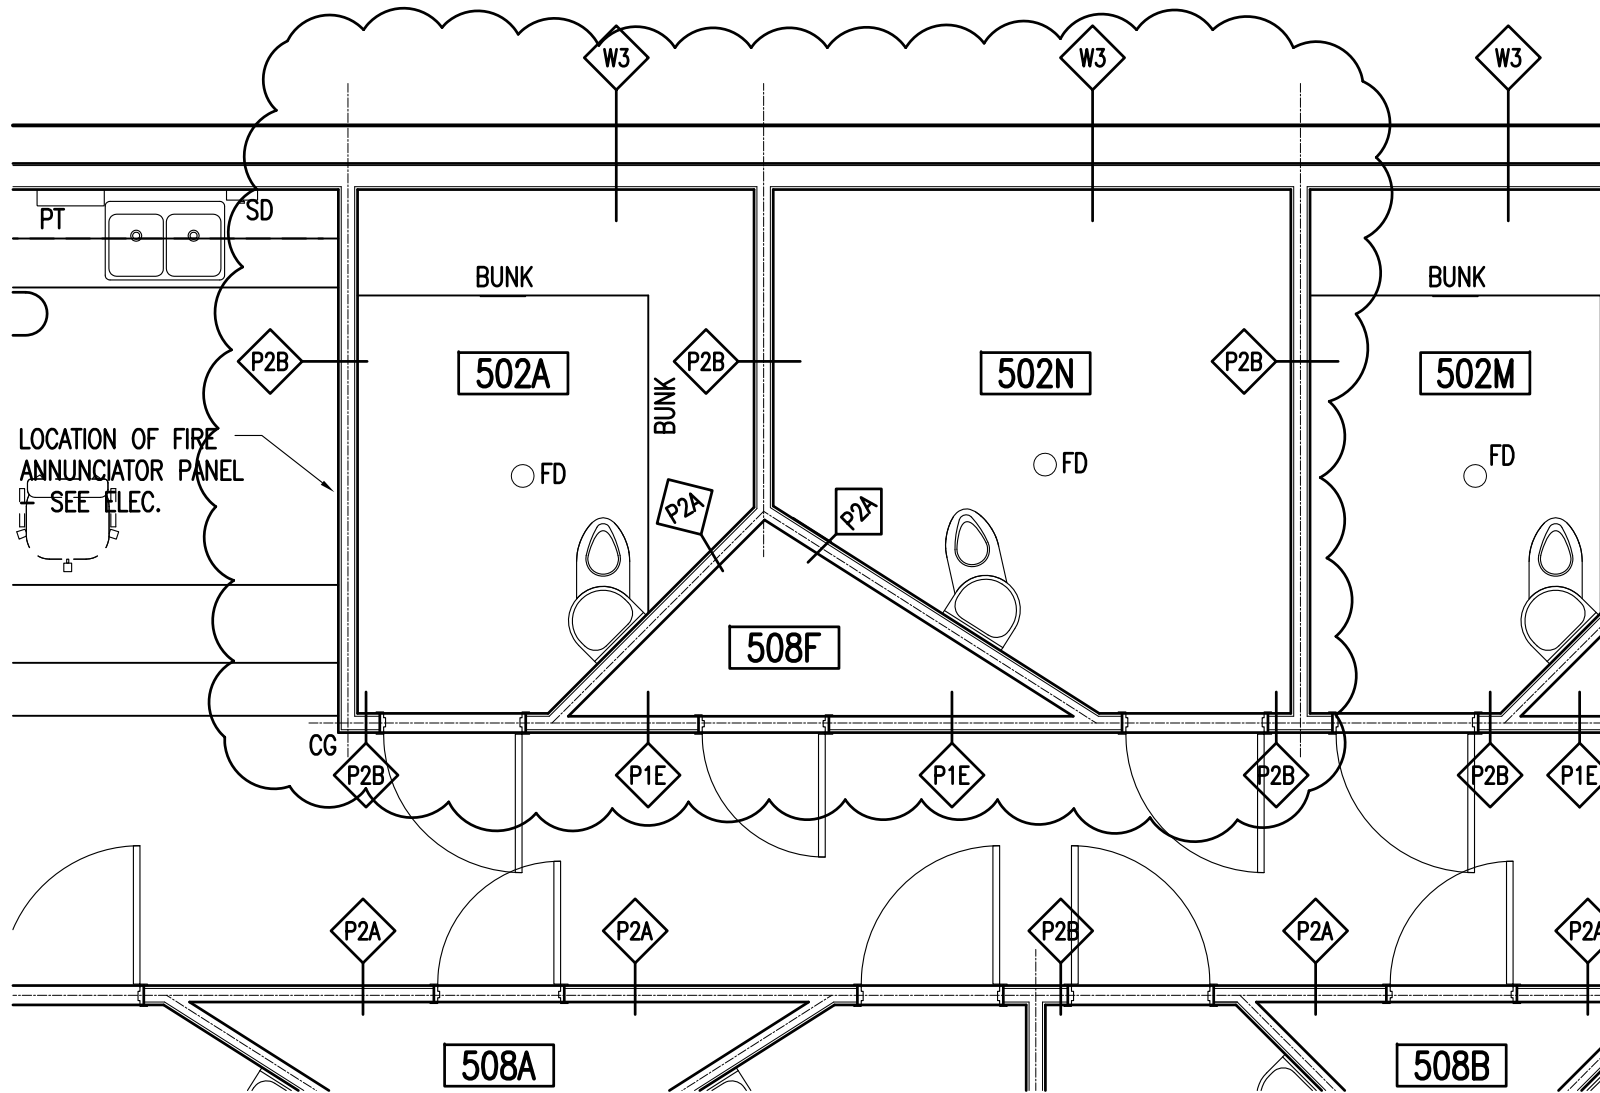 W3
W3
W3
PT
SD
BUNK
BUNK
P2B
502A
P2B
502N
P2B
502M
BUNK
LOCATION OF FIRE
ANNUNCIATOR PANEL
- SEE ELEC.
FD
FD
FD
P2A
P2A
508F
CG
P2B
P1E
P1E
P2B
P2B
P1E
P2A
P2A
P2B
P2A
P2A
508A
508B